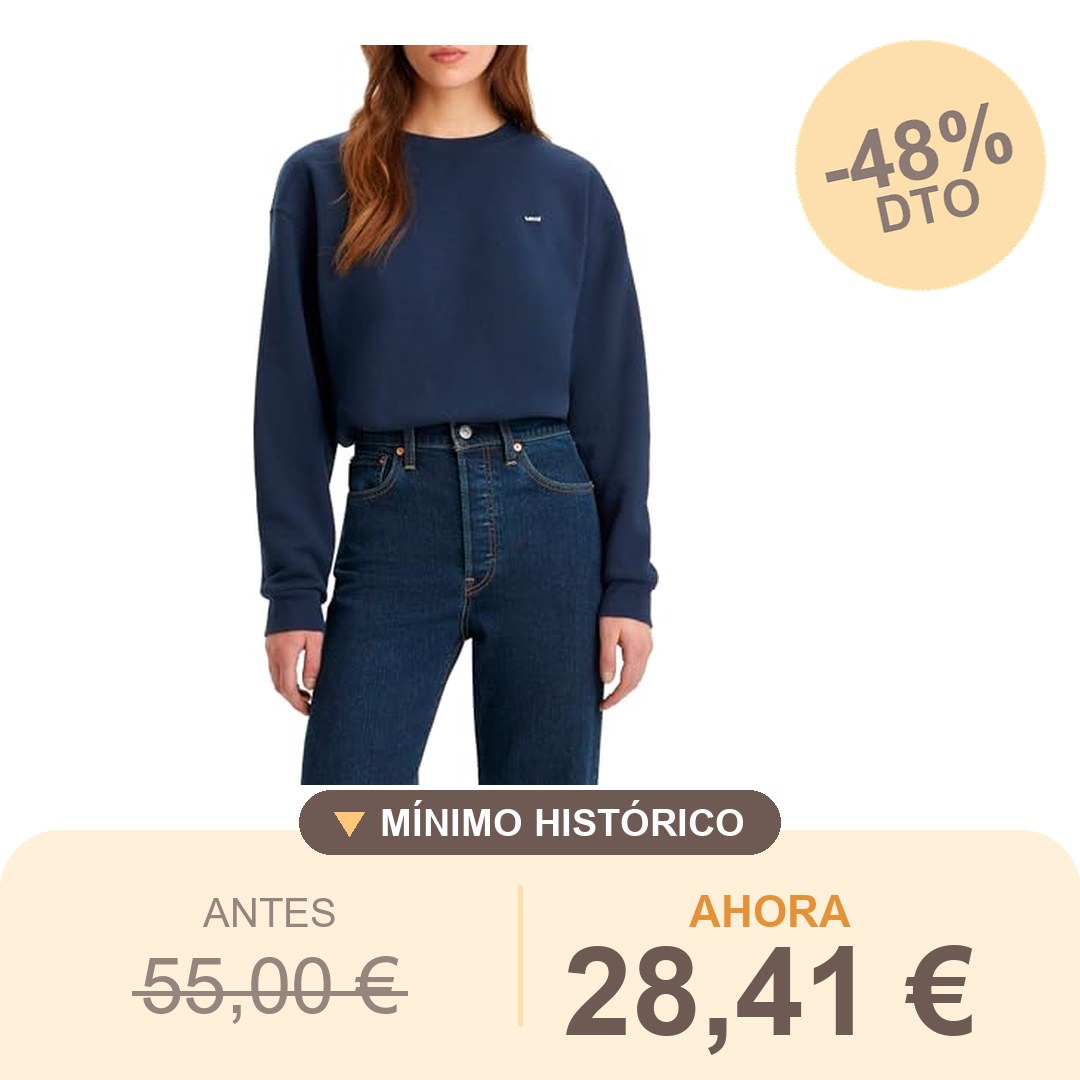 -48%
DTO
▼ MÍNIMO HISTÓRICO
ANTES
55,00 €
AHORA
28,41 €